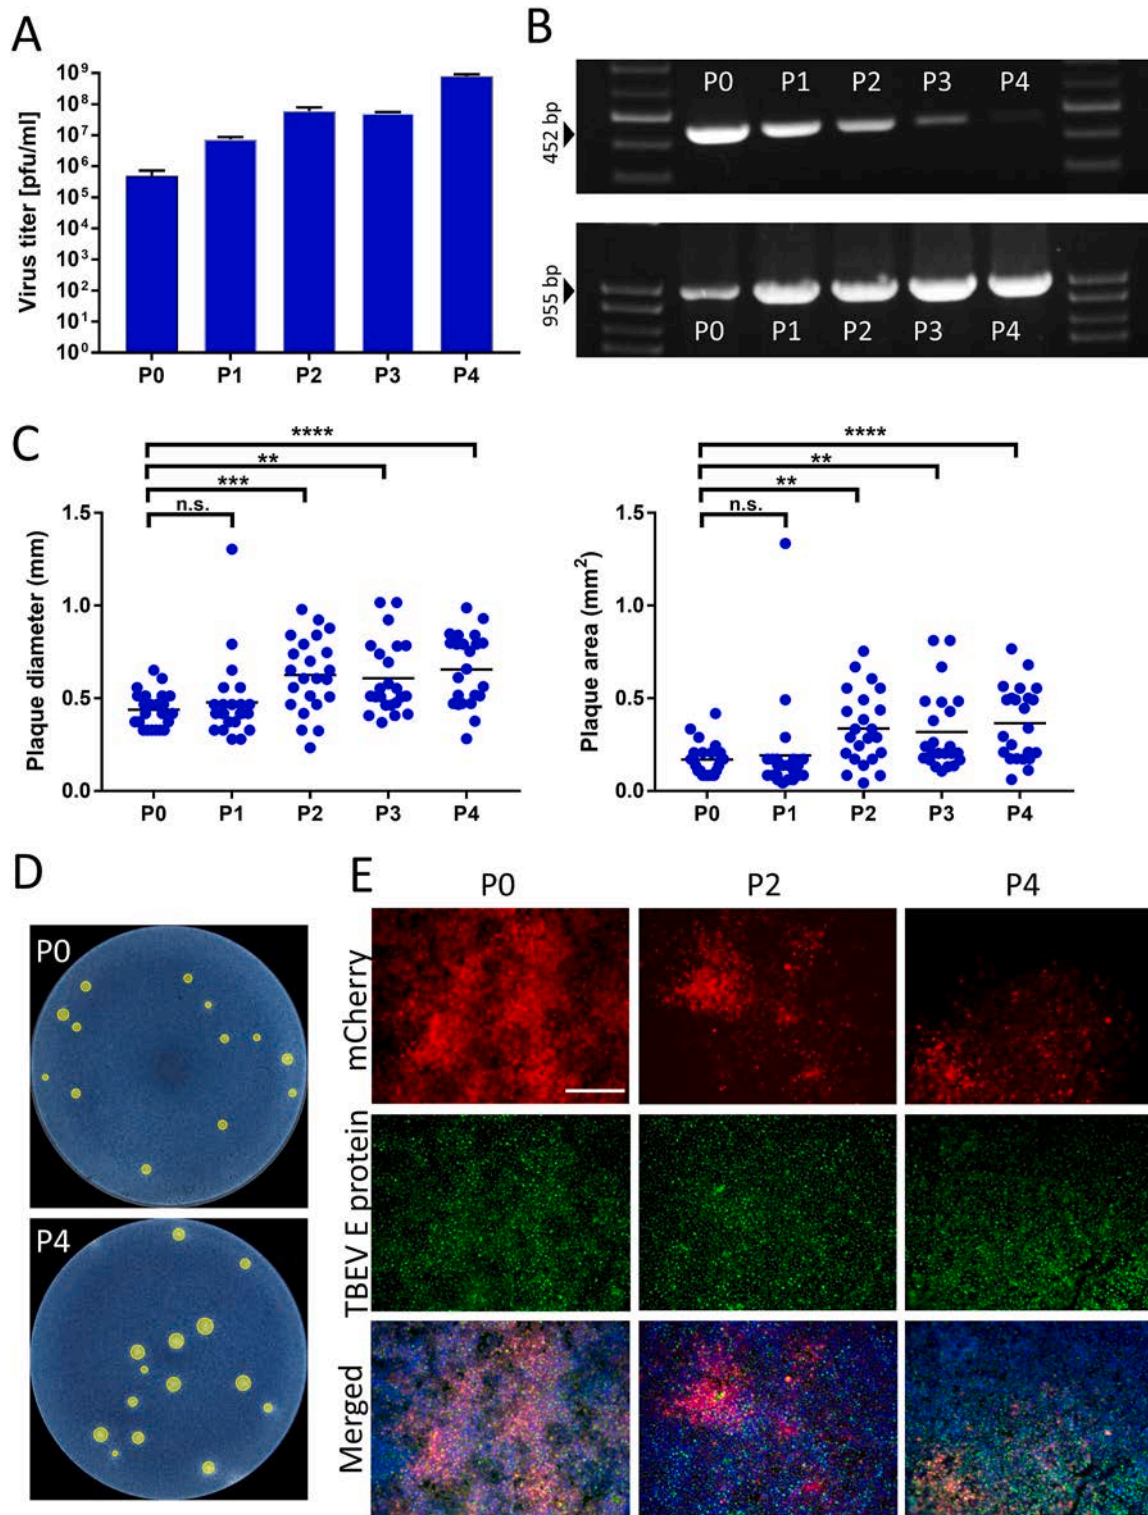 A
Virus titer [pfu/ml]
10⁹
10⁸
10⁷
10⁶
10⁵
10⁴
10³
10²
10¹
10⁰
P0 P1 P2 P3 P4
B
452 bp
P0 P1 P2 P3 P4
955 bp
P0 P1 P2 P3 P4
C
****
**
***
n.s.
Plaque diameter (mm)
1.5
1.0
0.5
0.0
P0 P1 P2 P3 P4
****
**
**
n.s.
Plaque area (mm²)
1.5
1.0
0.5
0.0
P0 P1 P2 P3 P4
D
P0
P4
E
P0 P2 P4
mCherry
TBEV E protein
Merged